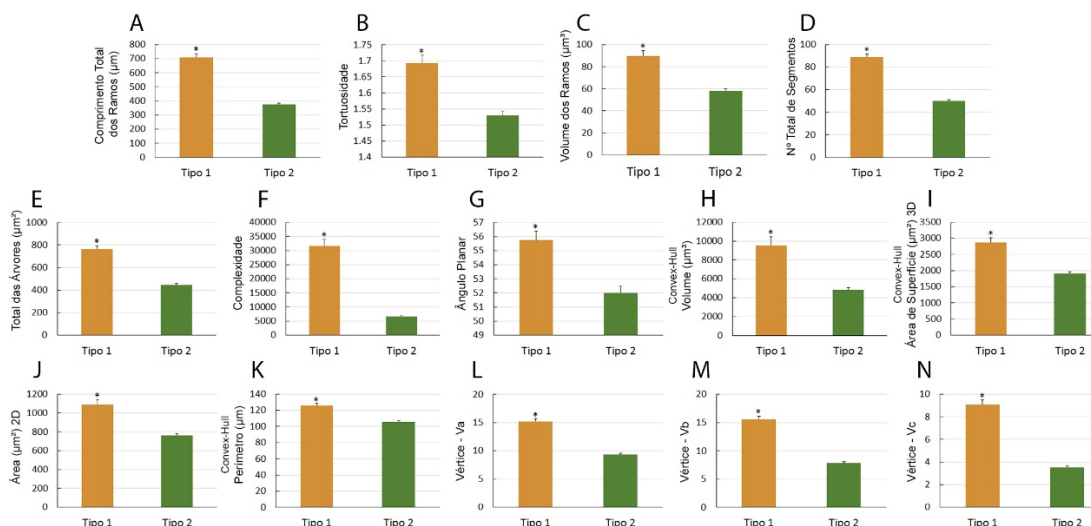 A
Comprimento Total
dos Ramos (µm)
800
700
600
500
400
300
200
100
0
*
Tipo 1
Tipo 2
B
Tortuosidade
1.75
1.7
1.65
1.6
1.55
1.5
1.45
1.4
*
Tipo 1
Tipo 2
C
Volume dos Ramos (µm³)
100
80
60
40
20
0
*
Tipo 1
Tipo 2
D
Nº Total de Segmentos
100
80
60
40
20
0
*
Tipo 1
Tipo 2
E
Total das Árvores (µm²)
1000
800
600
400
200
0
*
Tipo 1
Tipo 2
F
Complexidade
40000
35000
30000
25000
20000
15000
10000
5000
0
*
Tipo 1
Tipo 2
G
Ângulo Planar
57
56
55
54
53
52
51
50
49
*
Tipo 1
Tipo 2
H
Convex-Hull
Volume (µm³)
12000
10000
8000
6000
4000
2000
0
*
Tipo 1
Tipo 2
I
Convex-Hull
Área de Superfície (µm²) 3D
3500
3000
2500
2000
1500
1000
500
0
*
Tipo 1
Tipo 2
J
Área (µm²) 2D
1200
1000
800
600
400
200
0
*
Tipo 1
Tipo 2
K
Convex-Hull
Perímetro (µm)
140
120
100
80
60
40
20
0
*
Tipo 1
Tipo 2
L
Vértice - Va
20
15
10
5
0
*
Tipo 1
Tipo 2
M
Vértice - Vb
20
15
10
5
0
*
Tipo 1
Tipo 2
N
Vértice - Vc
10
8
6
4
2
0
*
Tipo 1
Tipo 2